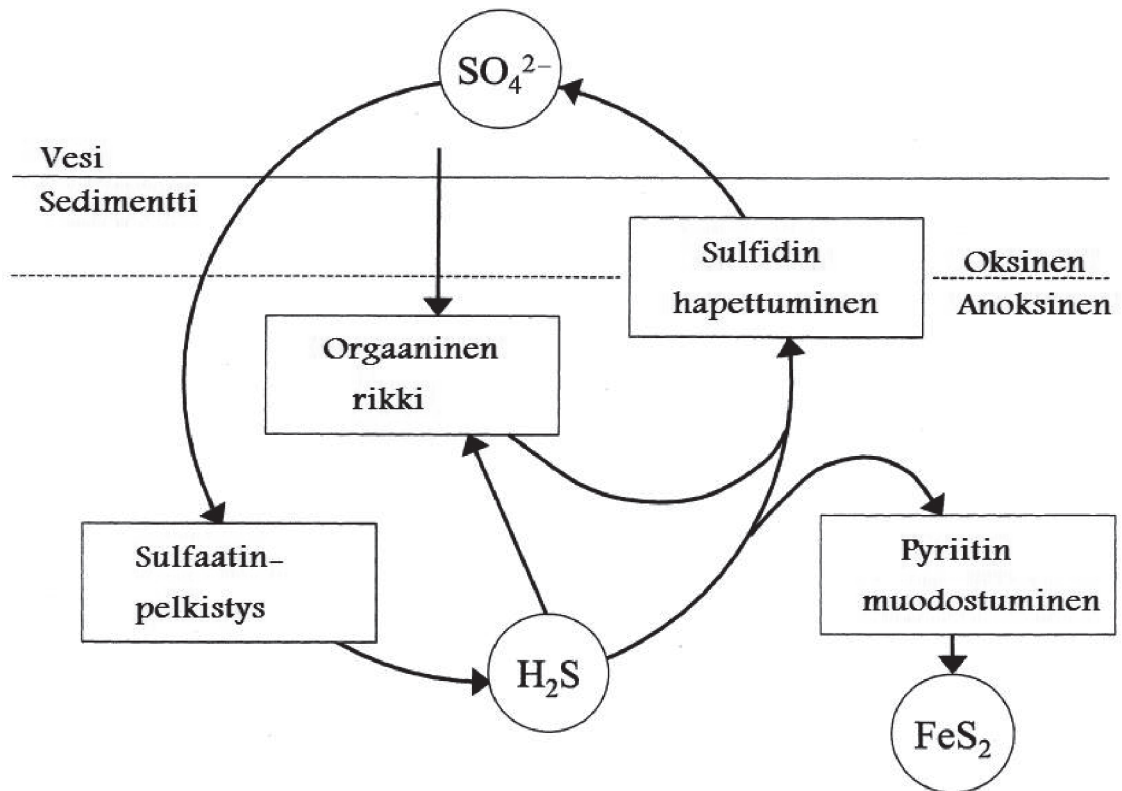 SO₄²⁻
Vesi
Sedimentti
Sulfidin
hapettuminen
Oksinen
Anoksinen
Orgaaninen
rikki
Sulfaatin-
pelkistys
Pyriitin
muodostuminen
H₂S
FeS₂